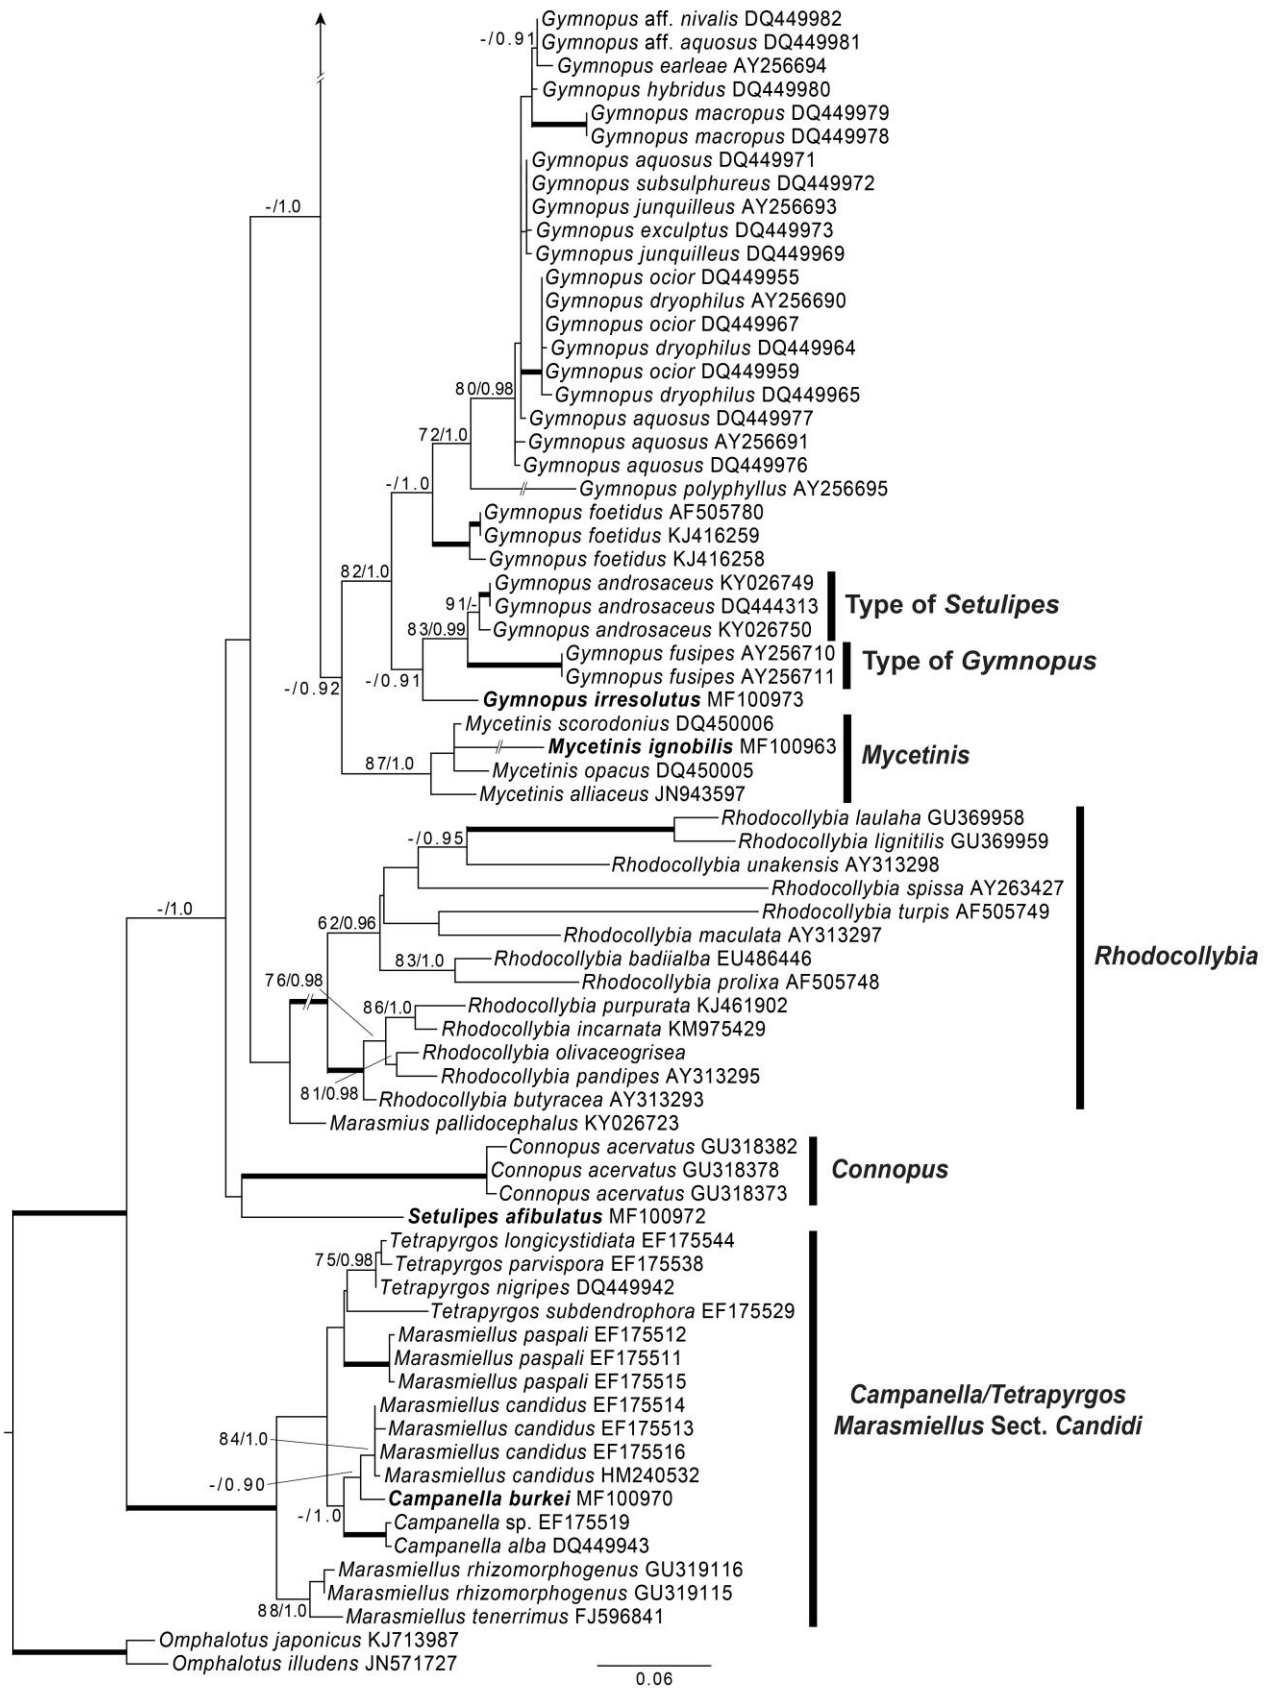 Gymnopus aff. nivalis DQ449982
-/0.91
Gymnopus aff. aquosus DQ449981
Gymnopus earleae AY256694
Gymnopus hybridus DQ449980
Gymnopus macropus DQ449979
Gymnopus macropus DQ449978
Gymnopus aquosus DQ449971
Gymnopus subsulphureus DQ449972
-/1.0
Gymnopus junquilleus AY256693
Gymnopus exculptus DQ449973
Gymnopus junquilleus DQ449969
Gymnopus ocior DQ449955
Gymnopus dryophilus AY256690
Gymnopus ocior DQ449967
Gymnopus dryophilus DQ449964
Gymnopus ocior DQ449959
80/0.98
Gymnopus dryophilus DQ449965
Gymnopus aquosus DQ449977
72/1.0
Gymnopus aquosus AY256691
Gymnopus aquosus DQ449976
-/1.0
Gymnopus polyphyllus AY256695
Gymnopus foetidus AF505780
Gymnopus foetidus KJ416259
Gymnopus foetidus KJ416258
82/1.0
Gymnopus androsaceus KY026749
91/-
Gymnopus androsaceus DQ444313
Type of Setulipes
83/0.99
Gymnopus androsaceus KY026750
Gymnopus fusipes AY256710
Type of Gymnopus
Gymnopus fusipes AY256711
-/0.92
-/0.91
Gymnopus irresolutus MF100973
Mycetinis scorodonius DQ450006
Mycetinis ignobilis MF100963
Mycetinis
87/1.0
Mycetinis opacus DQ450005
Mycetinis alliaceus JN943597
Rhodocollybia laulaha GU369958
-/0.95
Rhodocollybia lignitilis GU369959
Rhodocollybia unakensis AY313298
Rhodocollybia spissa AY263427
-/1.0
Rhodocollybia turpis AF505749
62/0.96
Rhodocollybia maculata AY313297
Rhodocollybia
83/1.0
Rhodocollybia badiialba EU486446
Rhodocollybia prolixa AF505748
76/0.98
86/1.0
Rhodocollybia purpurata KJ461902
Rhodocollybia incarnata KM975429
Rhodocollybia olivaceogrisea
Rhodocollybia pandipes AY313295
81/0.98
Rhodocollybia butyracea AY313293
Marasmius pallidocephalus KY026723
Connopus acervatus GU318382
Connopus acervatus GU318378
Connopus
Connopus acervatus GU318373
Setulipes afibulatus MF100972
Tetrapyrgos longicystidiata EF175544
75/0.98
Tetrapyrgos parvispora EF175538
Tetrapyrgos nigripes DQ449942
Tetrapyrgos subdendrophora EF175529
Marasmiellus paspali EF175512
Marasmiellus paspali EF175511
Marasmiellus paspali EF175515
Campanella/Tetrapyrgos
Marasmiellus Sect. Candidi
Marasmiellus candidus EF175514
Marasmiellus candidus EF175513
84/1.0
Marasmiellus candidus EF175516
Marasmiellus candidus HM240532
-/0.90
Campanella burkei MF100970
-/1.0
Campanella sp. EF175519
Campanella alba DQ449943
Marasmiellus rhizomorphogenus GU319116
Marasmiellus rhizomorphogenus GU319115
88/1.0
Marasmiellus tenerrimus FJ596841
Omphalotus japonicus KJ713987
Omphalotus illudens JN571727
0.06